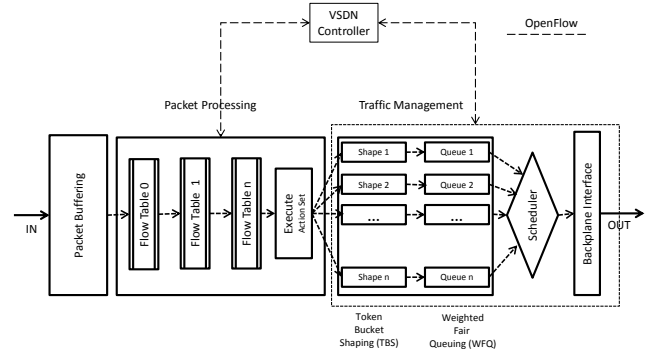 VSDN
Controller
OpenFlow
Packet Processing
Traffic Management
IN
Packet Buffering
Flow Table 0
Flow Table 1
Flow Table n
Execute
Action Set
Shape 1
Queue 1
Shape 2
Queue 2
...
...
Shape n
Queue n
Scheduler
Backplane Interface
OUT
Token
Bucket
Shaping (TBS)
Weighted
Fair
Queuing (WFQ)